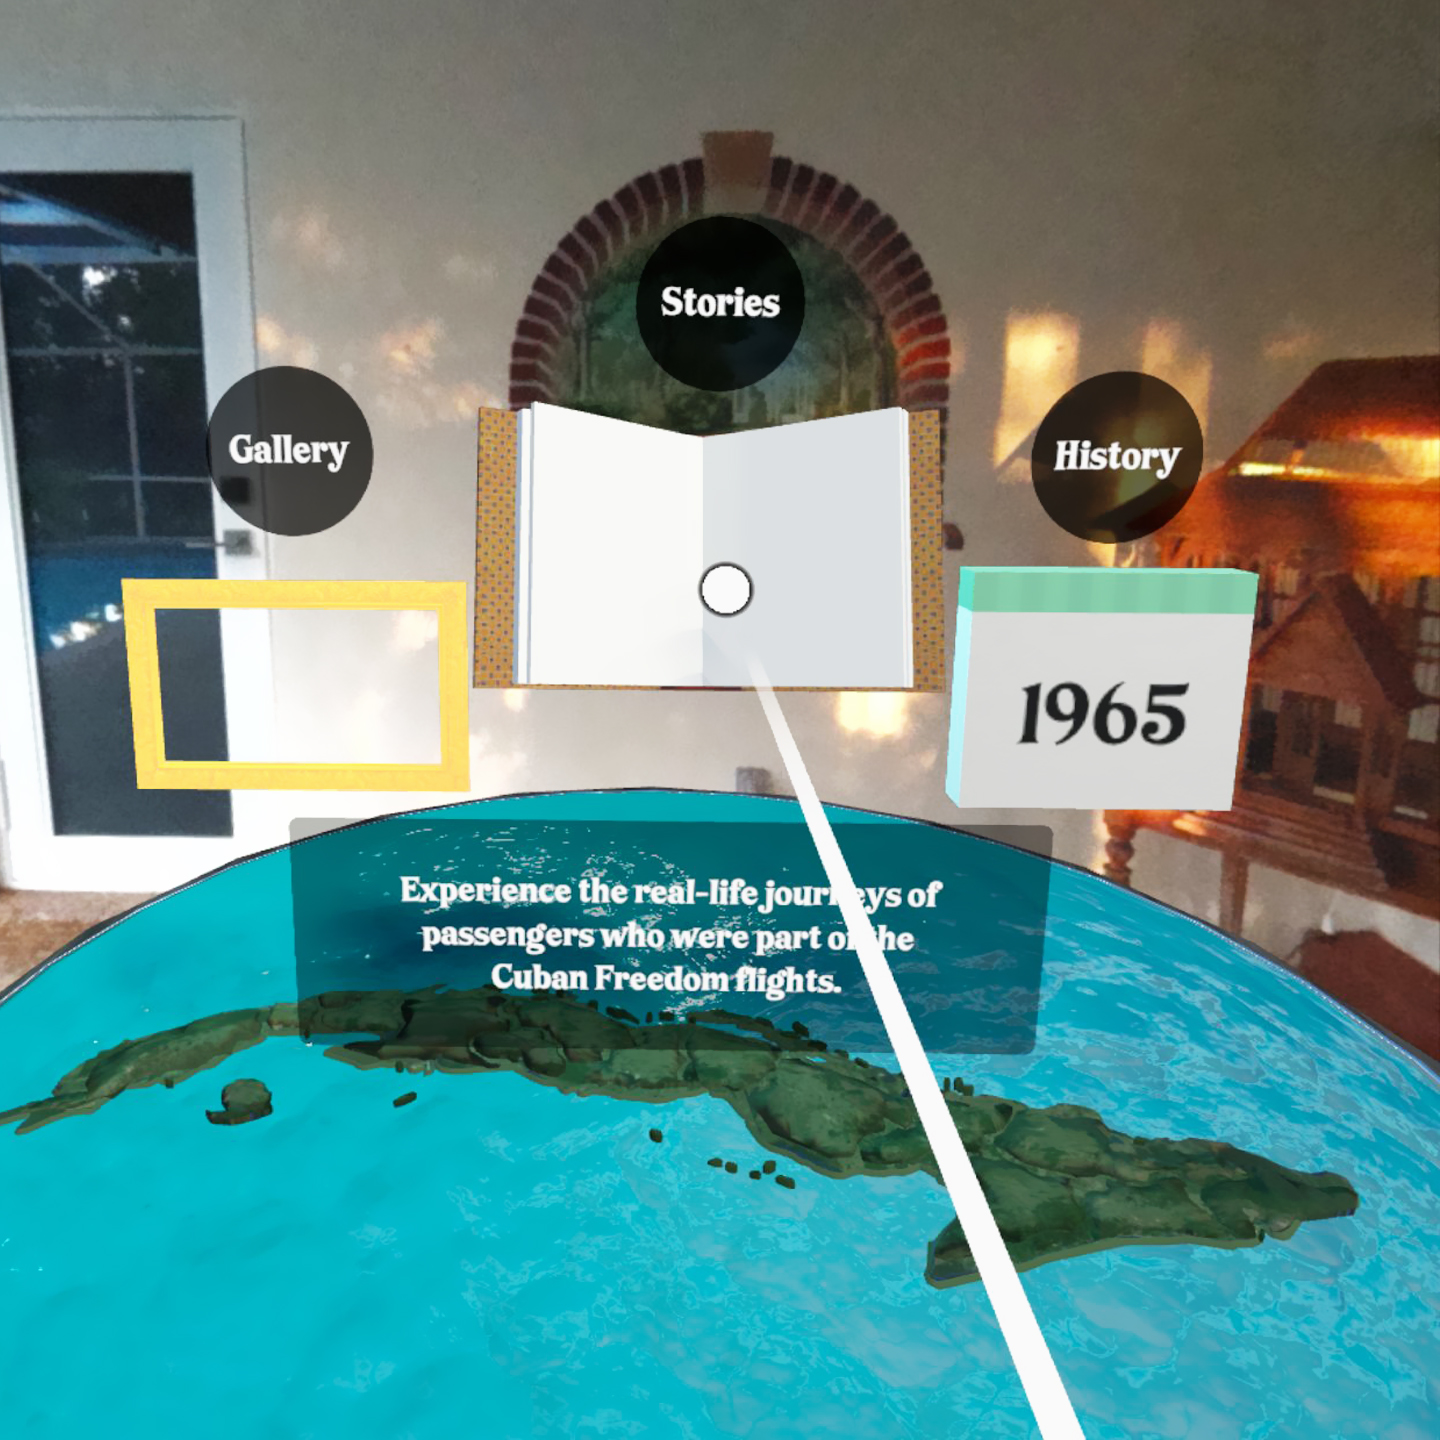 Stories
Gallery
History
1965
Experience the real-life journeys of
passengers who were part of the
Cuban Freedom flights.